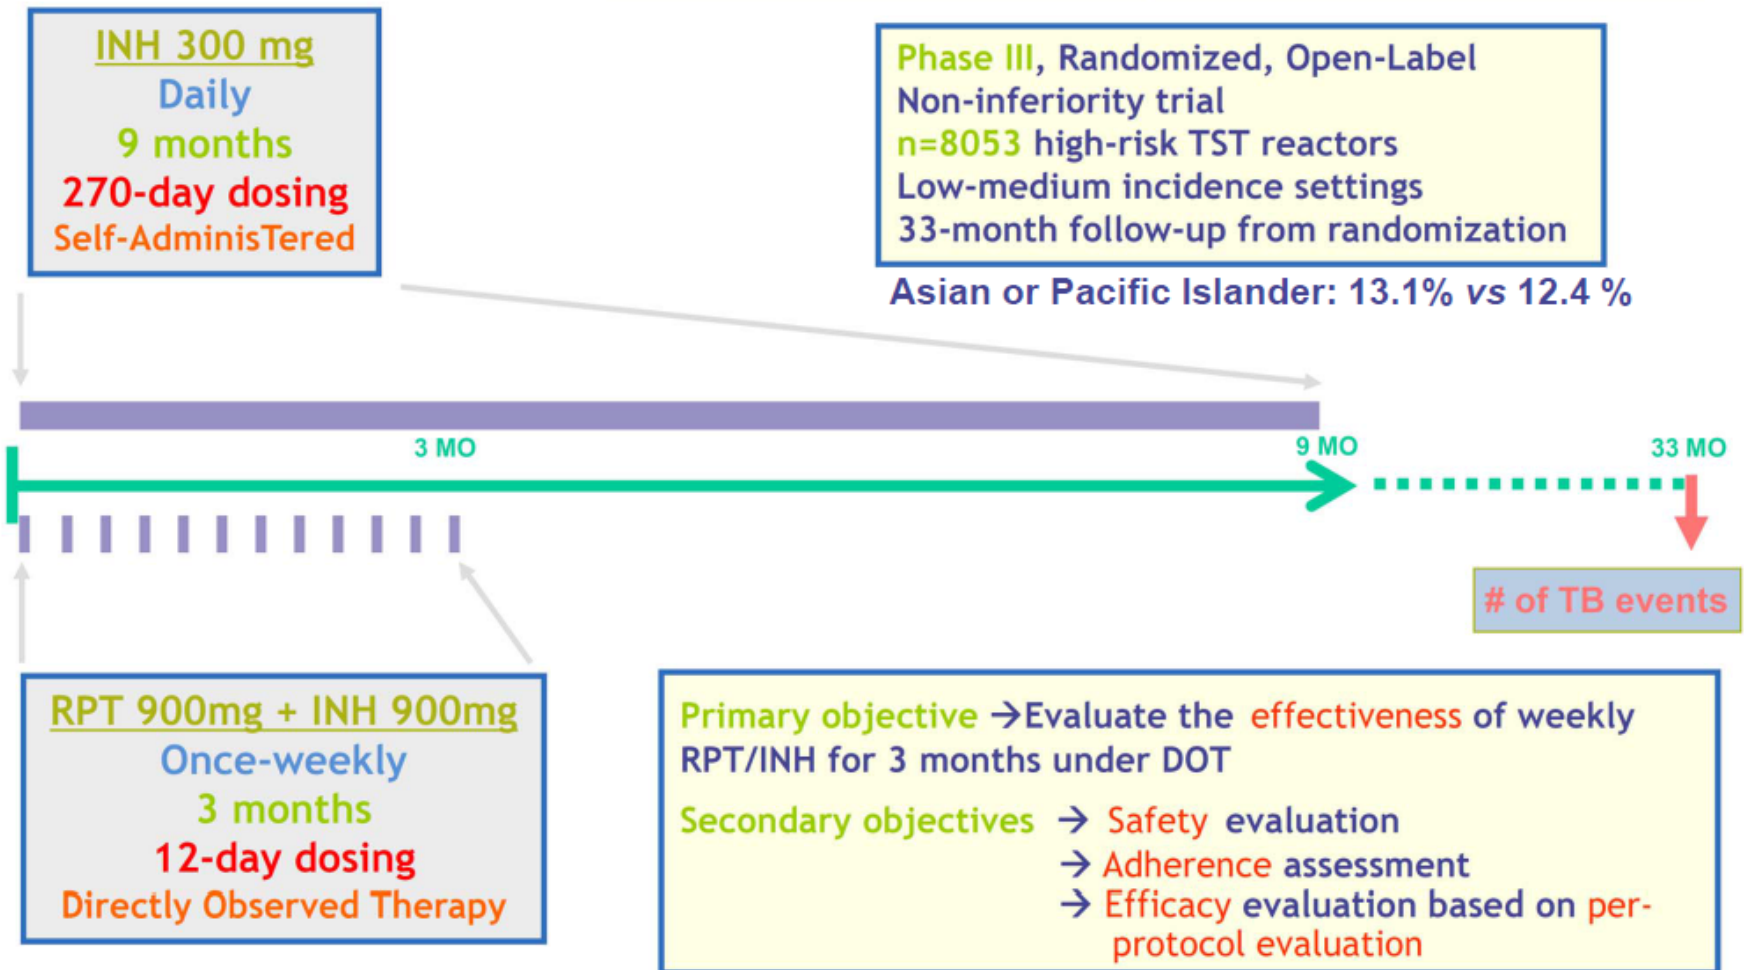 INH 300 mg
Daily
9 months
270-day dosing
Self-AdminisTered
Phase III, Randomized, Open-Label
Non-inferiority trial
n=8053 high-risk TST reactors
Low-medium incidence settings
33-month follow-up from randomization
Asian or Pacific Islander: 13.1% vs 12.4 %
3 MO
9 MO
33 MO
# of TB events
RPT 900mg + INH 900mg
Once-weekly
3 months
12-day dosing
Directly Observed Therapy
Primary objective →Evaluate the effectiveness of weekly
RPT/INH for 3 months under DOT
Secondary objectives → Safety evaluation
→ Adherence assessment
→ Efficacy evaluation based on per-
protocol evaluation